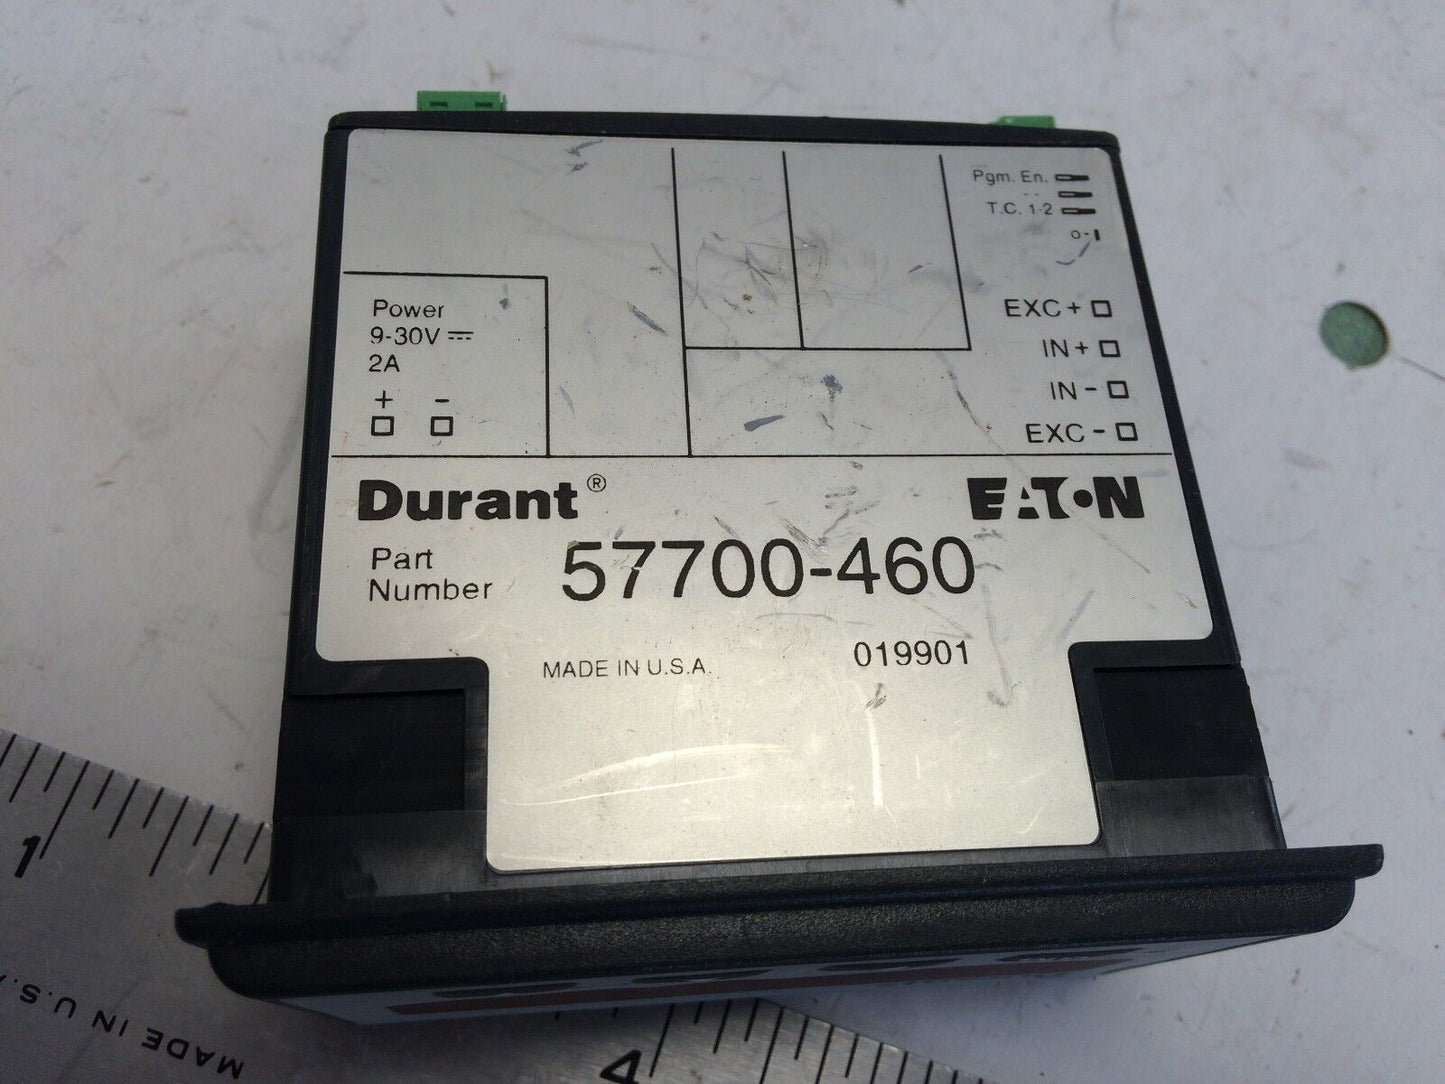 Pgm. En.
- -
T.C. 1-2
o-I
Power
9-30V
2A
+ -
EXC +
IN +
IN -
EXC -
Durant® EATON
Part Number 57700-460
MADE IN U.S.A. 019901
1
4
MADE IN U.S.A